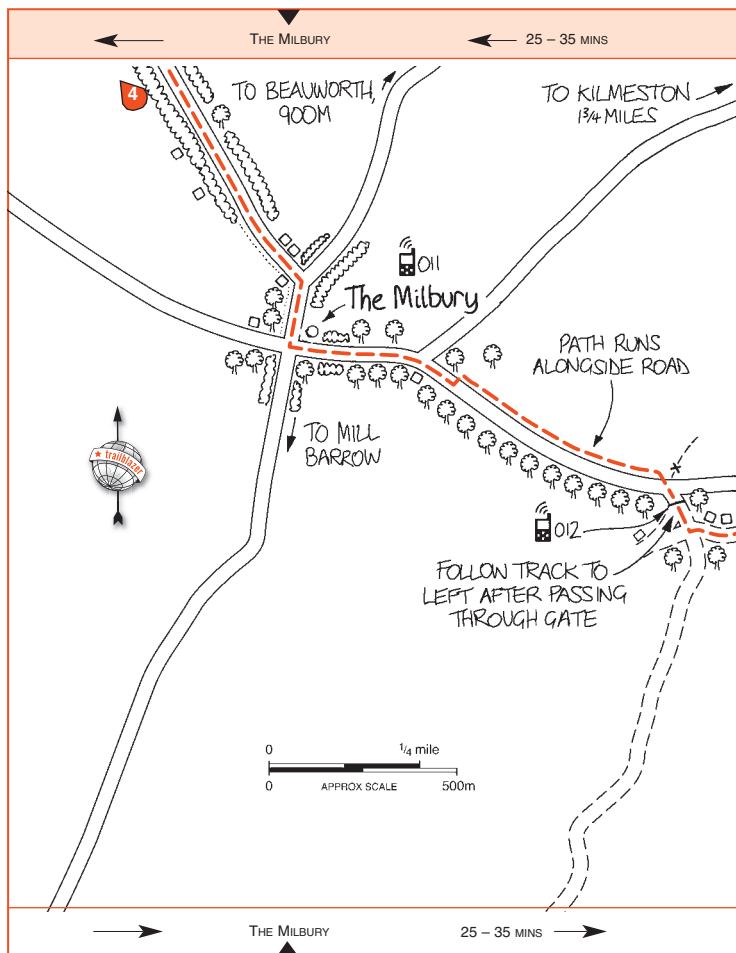 THE MILBURY
25 – 35 MINS
4
TO BEAUWORTH,
900M
TO KILMESTON
1 3/4 MILES
011
The Milbury
PATH RUNS
ALONGSIDE ROAD
TO MILL
BARROW
trailblazer
012
FOLLOW TRACK TO
LEFT AFTER PASSING
THROUGH GATE
0
1/4 mile
0
APPROX SCALE
500m
THE MILBURY
25 – 35 MINS